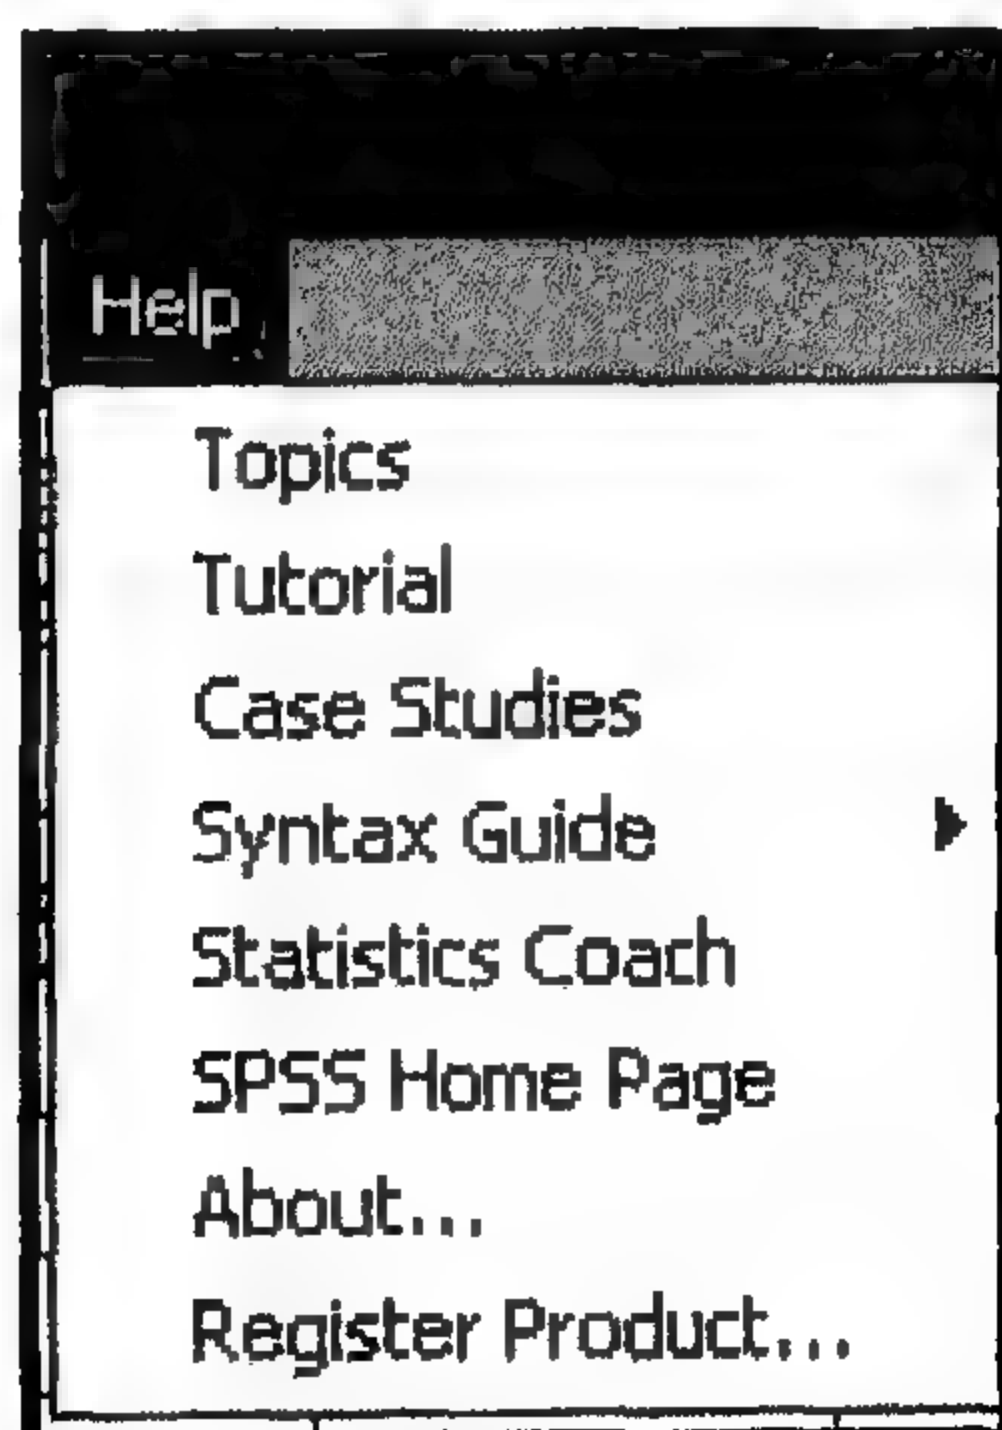 Help
Topics
Tutorial
Case Studies
Syntax Guide
Statistics Coach
SPSS Home Page
About...
Register Product...